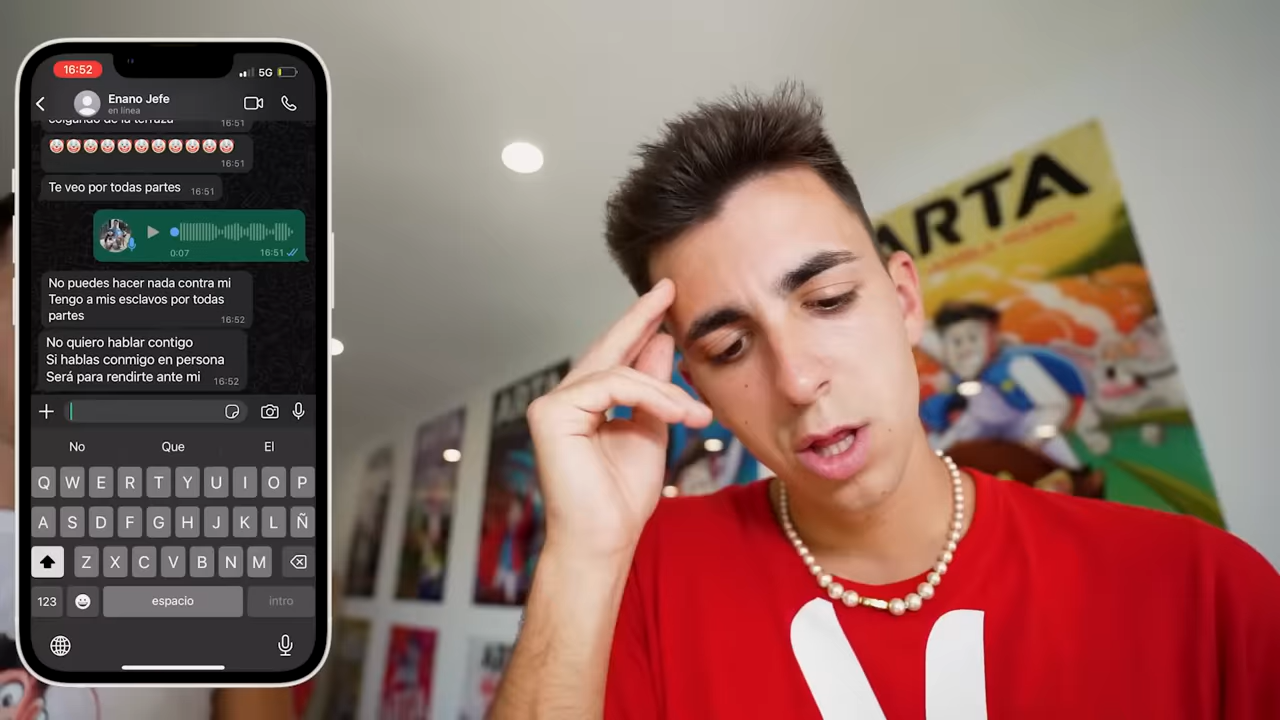 16:52
5G
Enano Jefe
en línea
colgando de la terraza
16:51
🤡🤡🤡🤡🤡🤡🤡🤡🤡🤡🤡
16:51
Te veo por todas partes 16:51
0:07 16:51
No puedes hacer nada contra mi
Tengo a mis esclavos por todas
partes 16:52
No quiero hablar contigo
Si hablas conmigo en persona
Será para rendirte ante mi 16:52
No Que El
Q W E R T Y U I O P
A S D F G H J K L Ñ
Z X C V B N M
123 espacio intro
ARTA